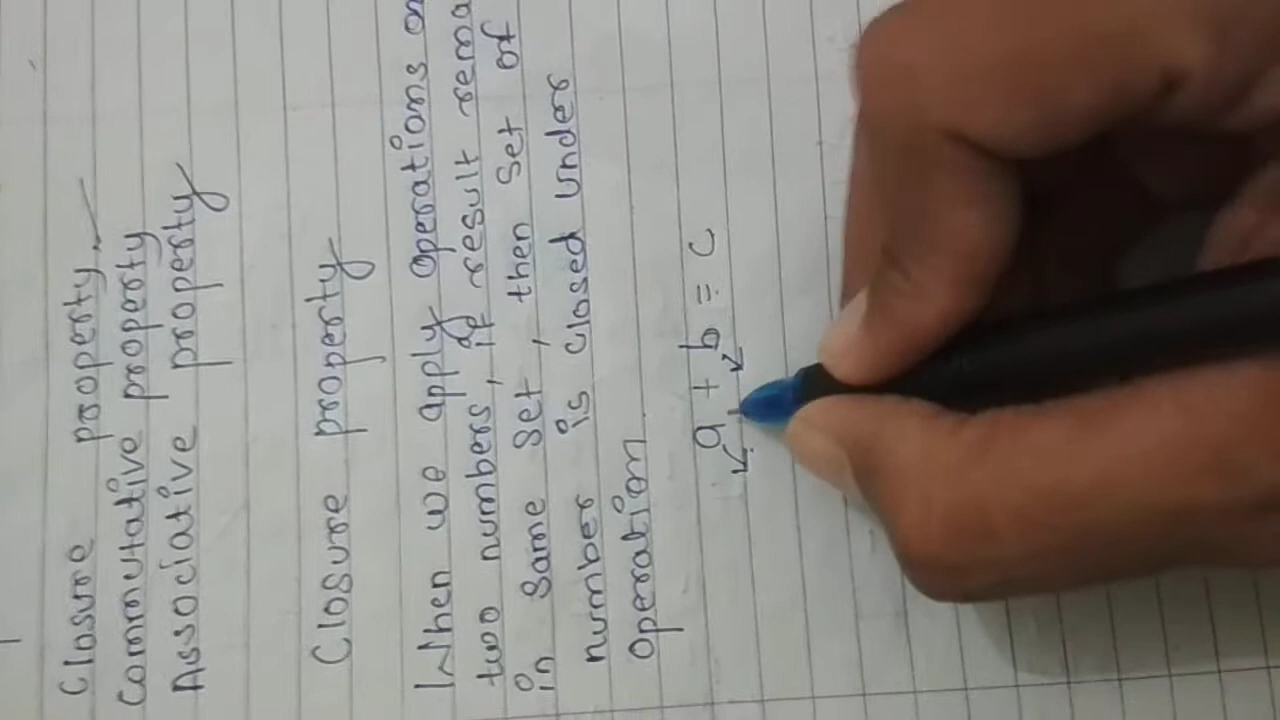 Closure property
Commutative property
Associative property
Closure property
When we apply operations on
two numbers, if result rema
in same set, then set of
number is closed under
operation
a + b = c